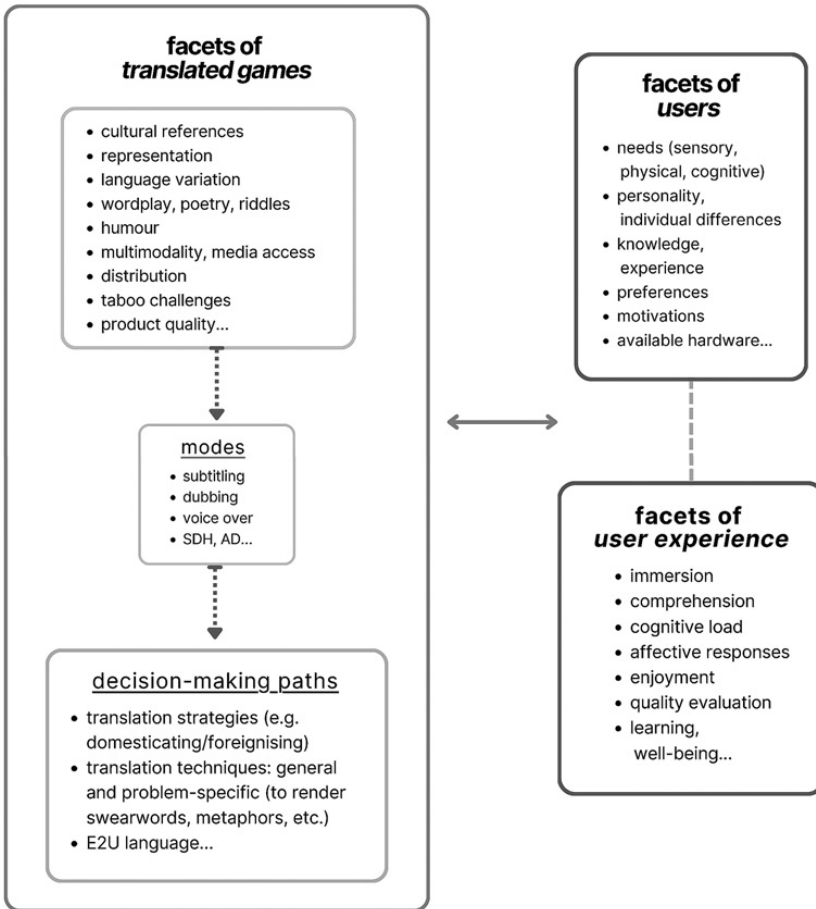 facets of
translated games
• cultural references
• representation
• language variation
• wordplay, poetry, riddles
• humour
• multimodality, media access
• distribution
• taboo challenges
• product quality...
modes
• subtitling
• dubbing
• voice over
• SDH, AD...
decision-making paths
• translation strategies (e.g.
domesticating/foreignising)
• translation techniques: general
and problem-specific (to render
swearwords, metaphors, etc.)
• E2U language...
facets of
users
• needs (sensory,
physical, cognitive)
• personality,
individual differences
• knowledge,
experience
• preferences
• motivations
• available hardware...
facets of
user experience
• immersion
• comprehension
• cognitive load
• affective responses
• enjoyment
• quality evaluation
• learning,
well-being...